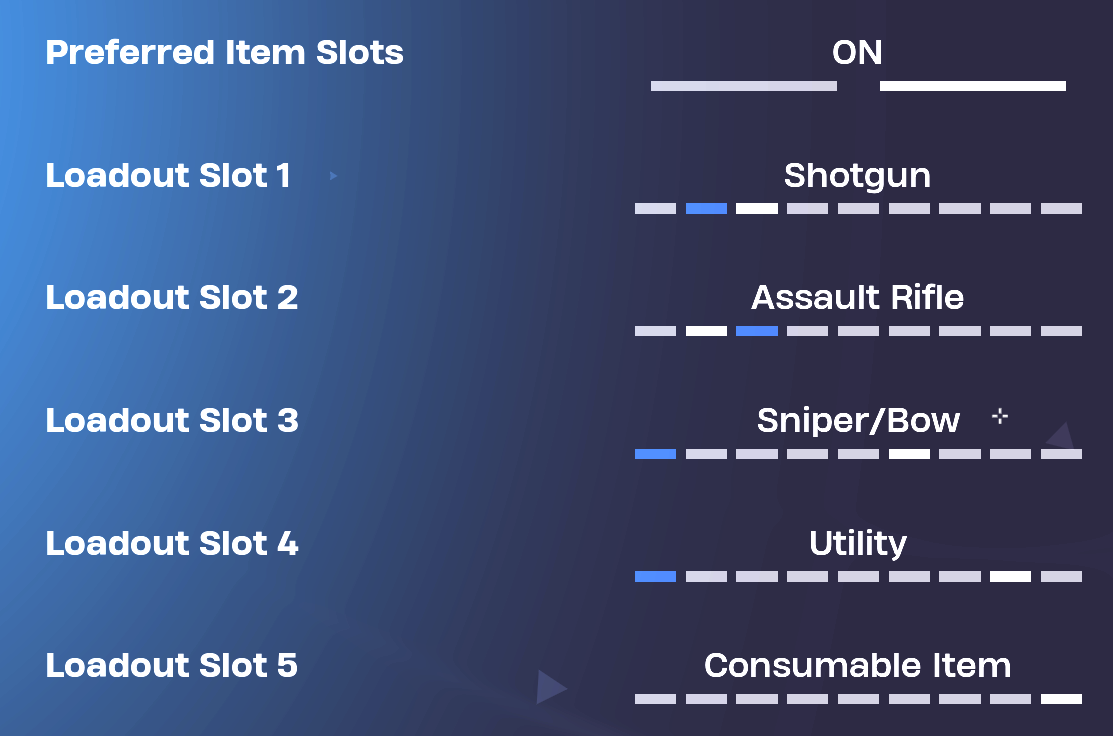 Preferred Item Slots ON
Loadout Slot 1 Shotgun
Loadout Slot 2 Assault Rifle
Loadout Slot 3 Sniper/Bow
Loadout Slot 4 Utility
Loadout Slot 5 Consumable Item